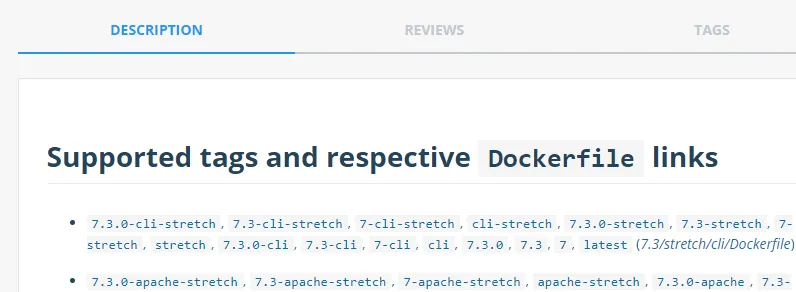 DESCRIPTION REVIEWS TAGS
Supported tags and respective Dockerfile links
• 7.3.0-cli-stretch, 7.3-cli-stretch, 7-cli-stretch, cli-stretch, 7.3.0-stretch, 7.3-stretch, 7-
stretch, stretch, 7.3.0-cli, 7.3-cli, 7-cli, cli, 7.3.0, 7.3, 7, latest (7.3/stretch/cli/Dockerfile)
• 7.3.0-apache-stretch, 7.3-apache-stretch, 7-apache-stretch, apache-stretch, 7.3.0-apache, 7.3-